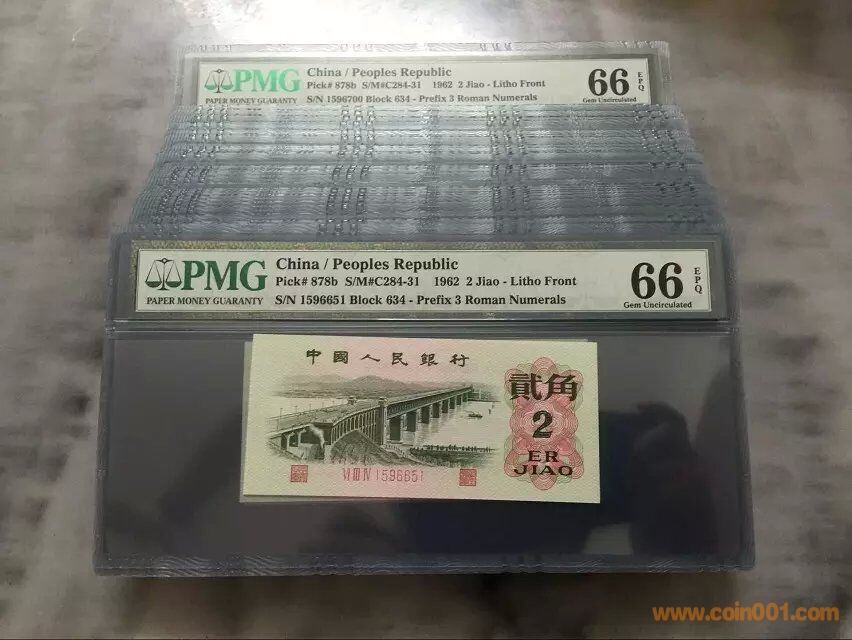 PMG
PAPER MONEY GUARANTY
China / Peoples Republic
Pick# 878b S/M#C284-31 1962 2 Jiao - Litho Front
S/N 1596700 Block 634 - Prefix 3 Roman Numerals
66 EPQ
Gem Uncirculated
PMG
PAPER MONEY GUARANTY
China / Peoples Republic
Pick# 878b S/M#C284-31 1962 2 Jiao - Litho Front
S/N 1596651 Block 634 - Prefix 3 Roman Numerals
66 EPQ
Gem Uncirculated
中國人民銀行
貳角
2
ER
JIAO
VI III IV 1596651
www.coin001.com